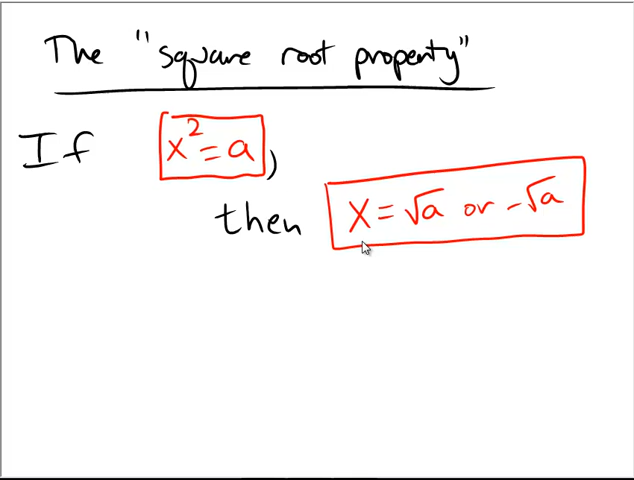 The "square root property"
If x² = a,
then x = √a or -√a